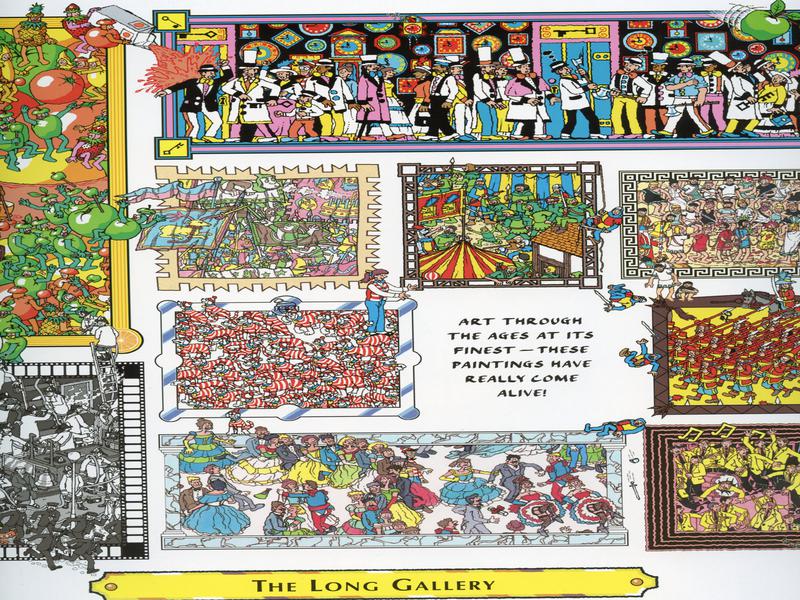 ART THROUGH
THE AGES AT ITS
FINEST — THESE
PAINTINGS HAVE
REALLY COME
ALIVE!
THE LONG GALLERY